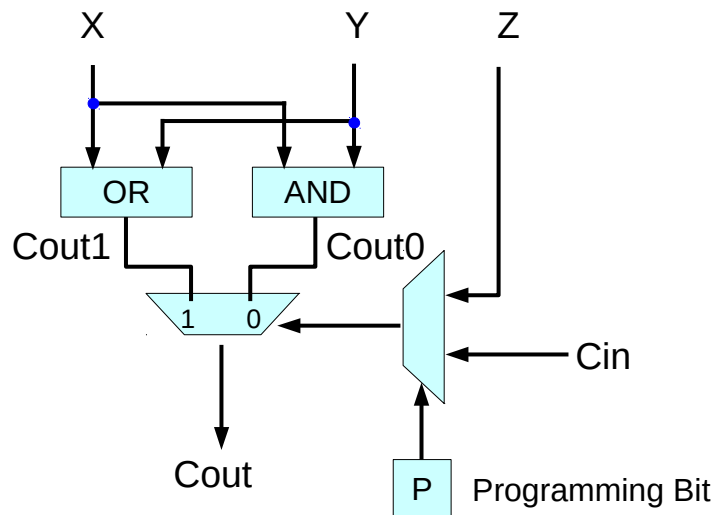 X Y Z
OR AND
Cout1 Cout0
1 0
Cin
Cout
P Programming Bit